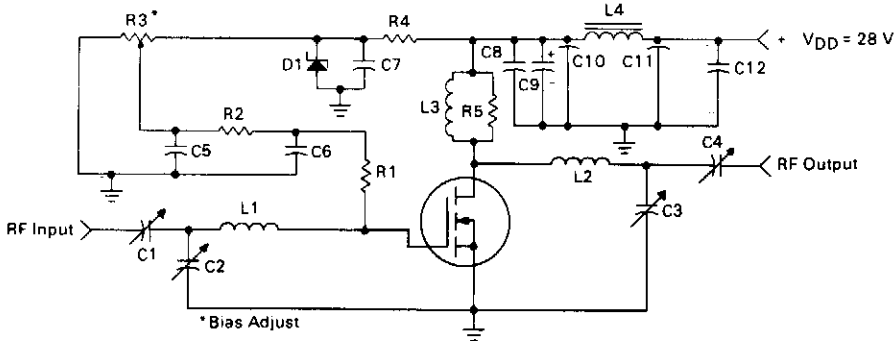 R3*
R4
L4
+ V_DD = 28 V
D1
C7
C8
C9
+
-
C10
C11
C12
L3
R5
R2
C5
C6
R1
L2
C4
RF Output
C3
L1
RF Input
C1
C2
*Bias Adjust